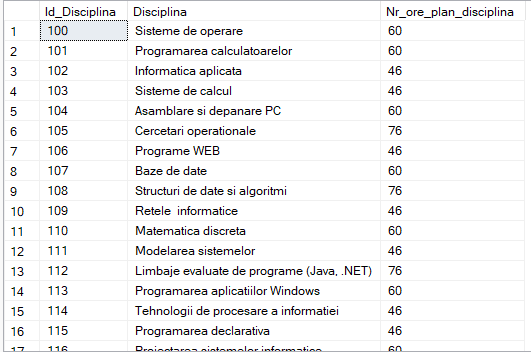 Id_Disciplina Disciplina Nr_ore_plan_disciplina
1 100 Sisteme de operare 60
2 101 Programarea calculatoarelor 60
3 102 Informatica aplicata 46
4 103 Sisteme de calcul 46
5 104 Asamblare si depanare PC 60
6 105 Cercetari operationale 76
7 106 Programe WEB 46
8 107 Baze de date 60
9 108 Structuri de date si algoritmi 76
10 109 Retele informatice 46
11 110 Matematica discreta 60
12 111 Modelarea sistemelor 46
13 112 Limbaje evaluate de programe (Java, .NET) 76
14 113 Programarea aplicatiilor Windows 60
15 114 Tehnologii de procesare a informatiei 46
16 115 Programarea declarativa 46
17 116 Proiectarea sistemelor informatice 60